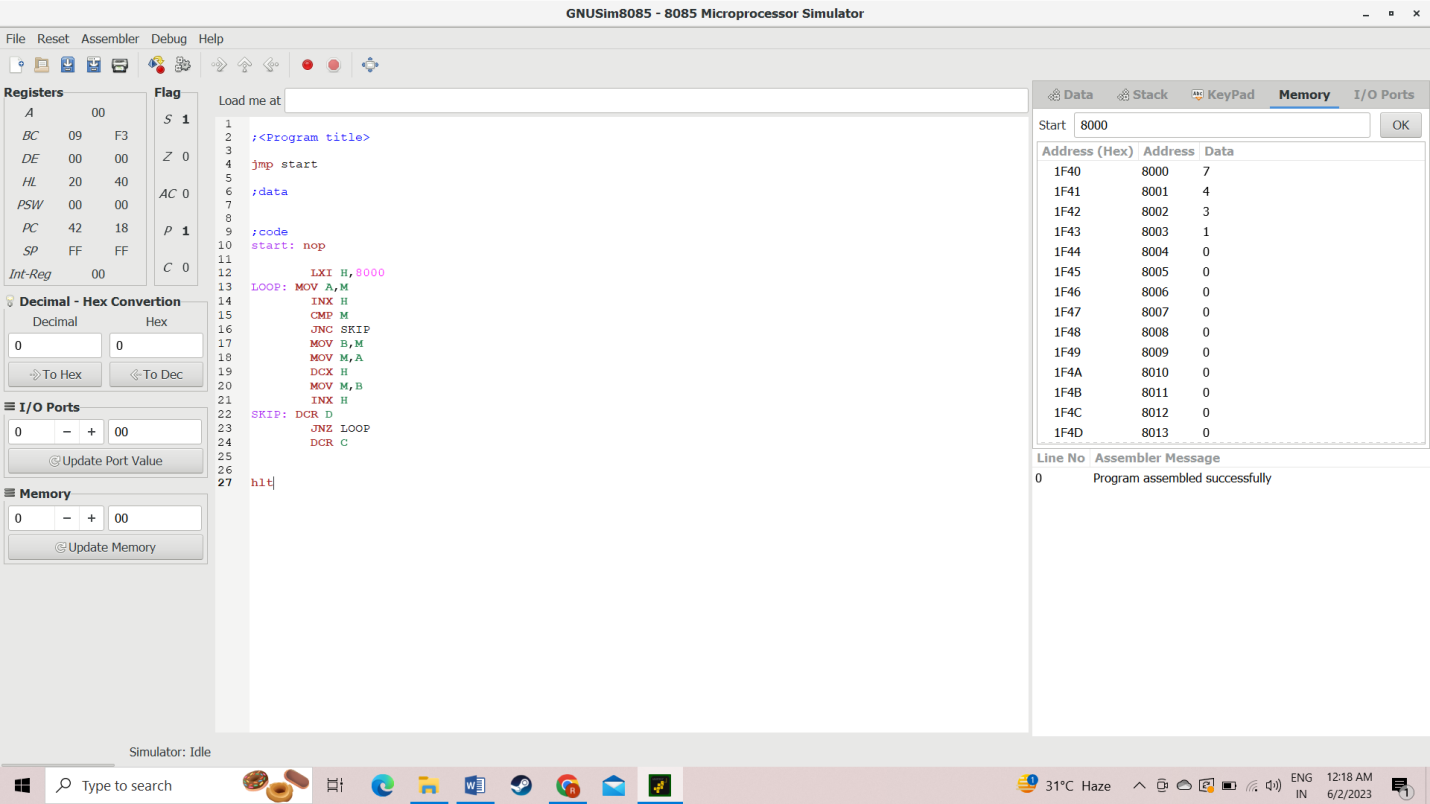 GNUSim8085 - 8085 Microprocessor Simulator
File Reset Assembler Debug Help
Registers
A 00
BC 09 F3
DE 00 00
HL 20 40
PSW 00 00
PC 42 18
SP FF FF
Int-Reg 00
Flag
S 1
Z 0
AC 0
P 1
C 0
Decimal - Hex Convertion
Decimal Hex
0 0
To Hex To Dec
I/O Ports
0 - + 00
Update Port Value
Memory
0 - + 00
Update Memory
Load me at
1
2 ;<Program title>
3
4 jmp start
5
6 ;data
7
8
9 ;code
10 start: nop
11
12 LXI H,8000
13 LOOP: MOV A,M
14 INX H
15 CMP M
16 JNC SKIP
17 MOV B,M
18 MOV M,A
19 DCX H
20 MOV M,B
21 INX H
22 SKIP: DCR D
23 JNZ LOOP
24 DCR C
25
26
27 hlt
Data Stack KeyPad Memory I/O Ports
Start 8000 OK
Address (Hex) Address Data
1F40 8000 7
1F41 8001 4
1F42 8002 3
1F43 8003 1
1F44 8004 0
1F45 8005 0
1F46 8006 0
1F47 8007 0
1F48 8008 0
1F49 8009 0
1F4A 8010 0
1F4B 8011 0
1F4C 8012 0
1F4D 8013 0
Line No Assembler Message
0 Program assembled successfully
Simulator: Idle
Type to search
1
31°C Haze
ENG
IN
12:18 AM
6/2/2023
1